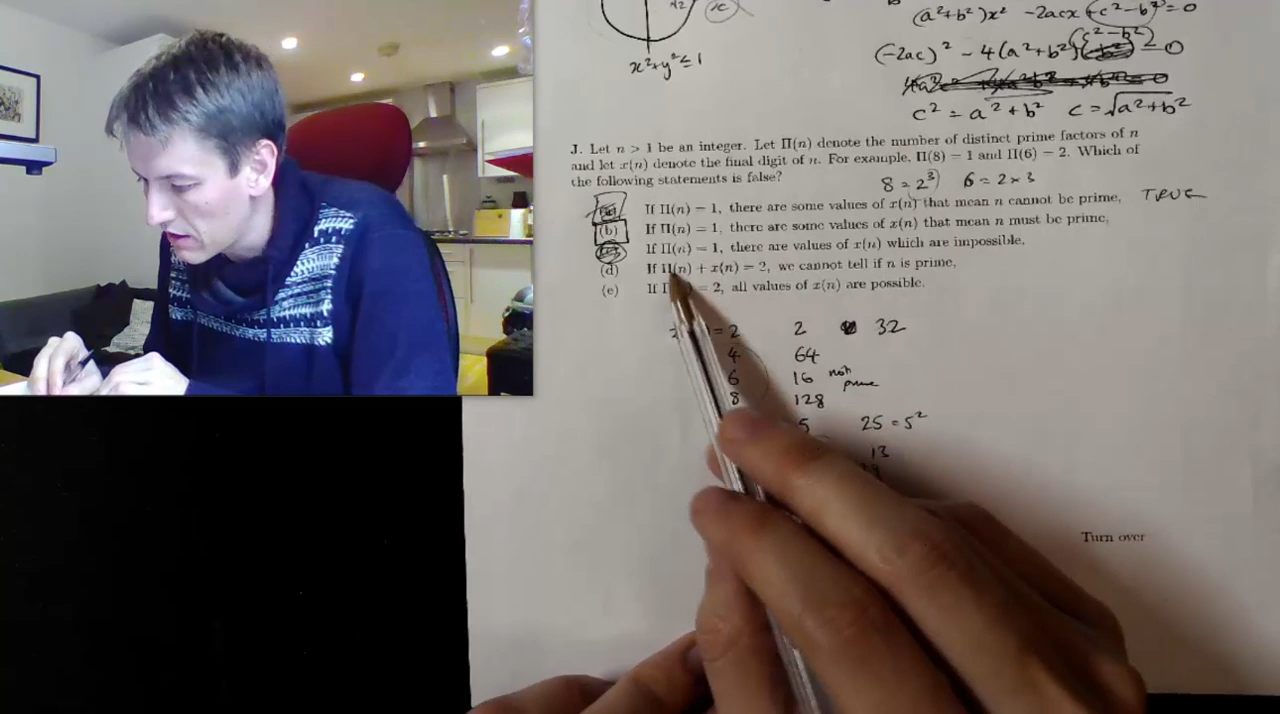 (a²+b²)x² -2acx +c²-b²=0
x²+y²≤1
(-2ac)² - 4(a²+b²)(c²-b²) = 0
c² = a²+b² c = √a²+b²
J. Let n > 1 be an integer. Let Π(n) denote the number of distinct prime factors of n
and let x(n) denote the final digit of n. For example, Π(8) = 1 and Π(6) = 2. Which of
the following statements is false?
8 = 2³ 6 = 2×3
If Π(n) = 1, there are some values of x(n) that mean n cannot be prime, TRUE
(b) If Π(n) = 1, there are some values of x(n) that mean n must be prime,
If Π(n) = 1, there are values of x(n) which are impossible,
(d) If Π(n) + x(n) = 2, we cannot tell if n is prime,
(e) If = 2, all values of x(n) are possible.
= 2 2 32
4 64
6 16 not prime
8 128
5 25 = 5²
13
Turn over